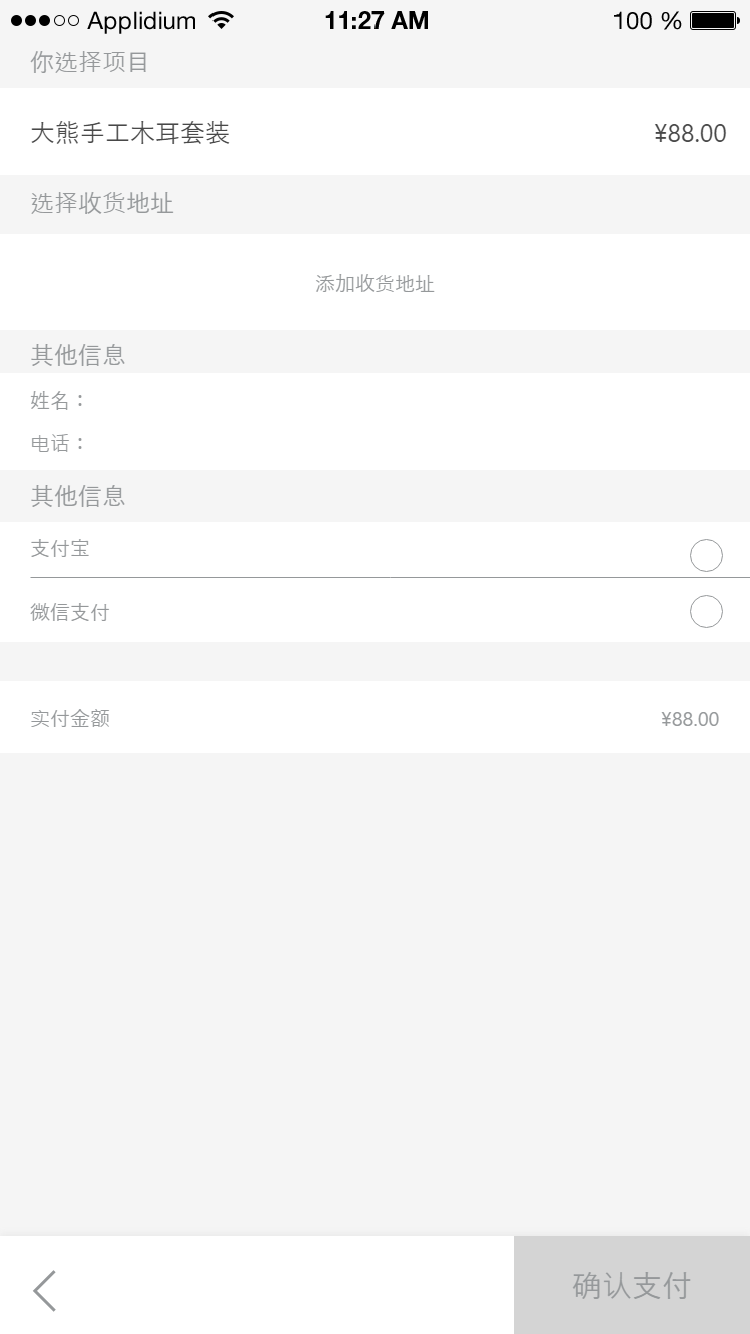 Applidium 11:27 AM 100 %
你选择项目
大熊手工木耳套装 ¥88.00
选择收货地址
添加收货地址
其他信息
姓名：
电话：
其他信息
支付宝
微信支付
实付金额 ¥88.00
确认支付